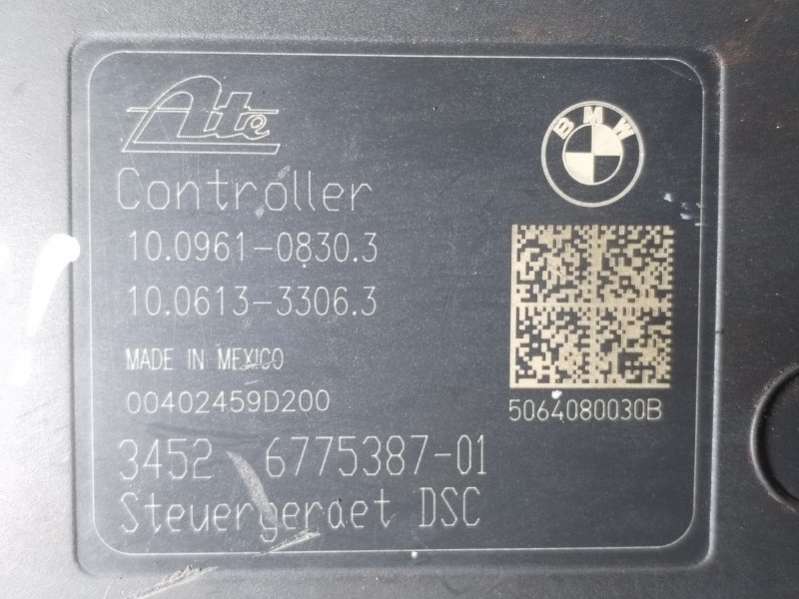 Ate
BMW
Controller
10.0961-0830.3
10.0613-3306.3
MADE IN MEXICO
00402459D200
5064080030B
3452 6775387-01
Steuergeraet DSC